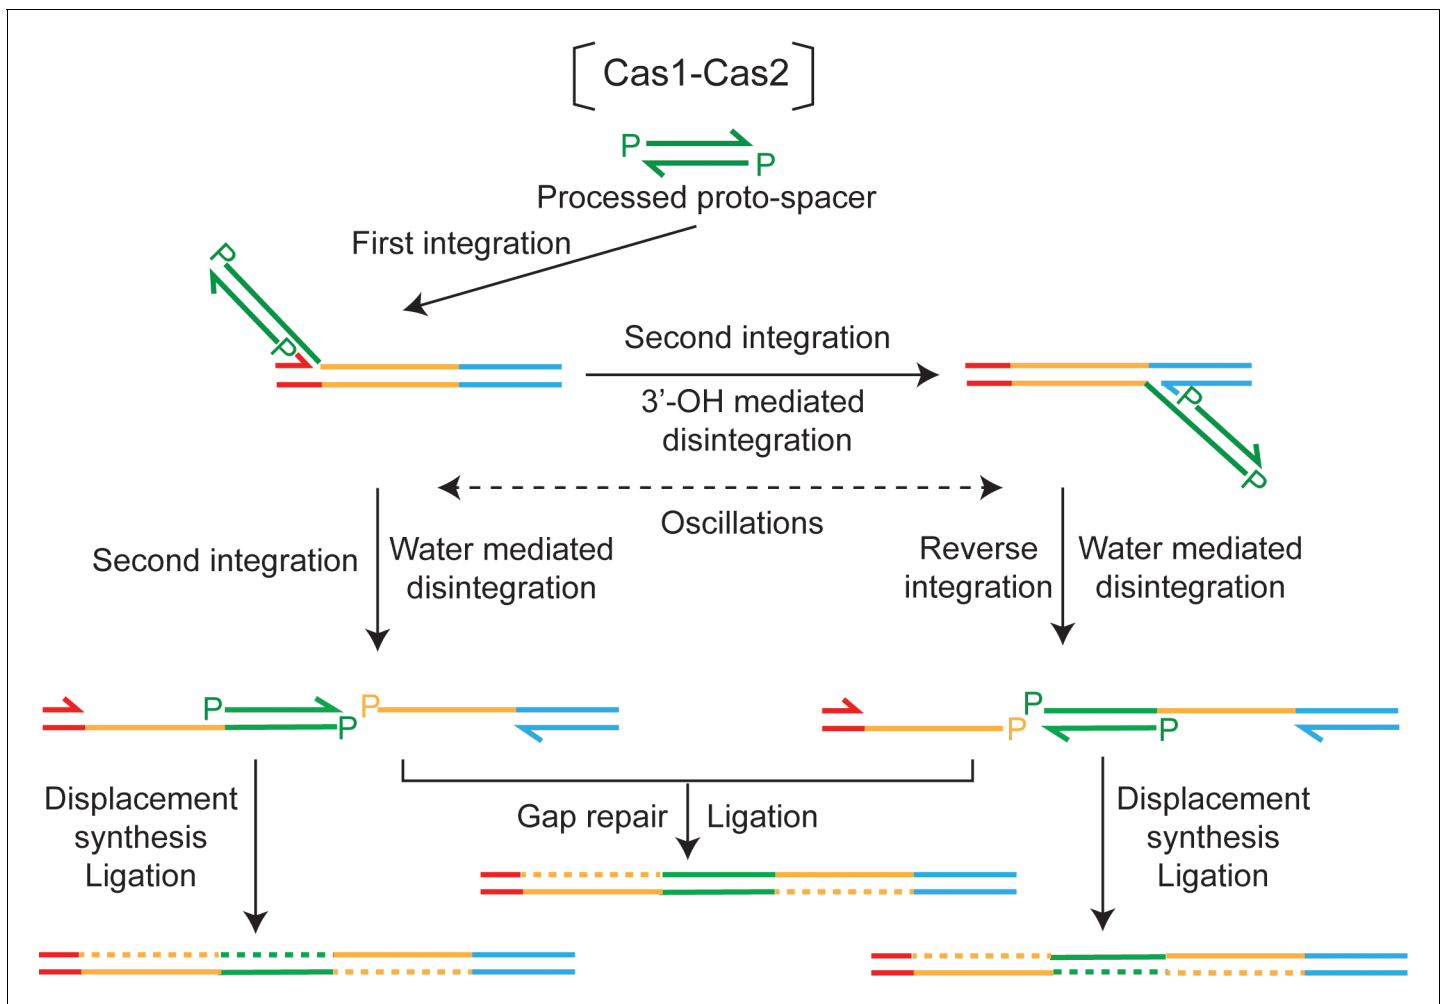 Cas1-Cas2
P
P
Processed proto-spacer
First integration
P
P
Second integration
3’-OH mediated
disintegration
P
P
Oscillations
Second integration
Water mediated
disintegration
Reverse
integration
Water mediated
disintegration
P
P
P
P
P
P
Displacement
synthesis
Ligation
Gap repair
Ligation
Displacement
synthesis
Ligation